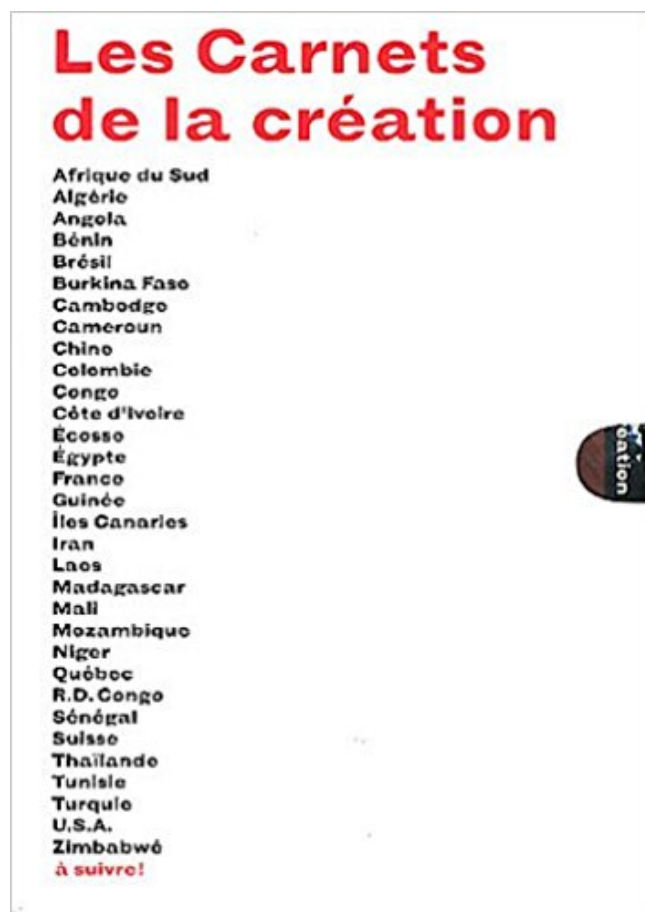 Les Carnets
de la création
Afrique du Sud
Algérie
Angola
Bénin
Brésil
Burkina Faso
Cambodge
Cameroun
Chine
Colombie
Congo
Côte d'Ivoire
Écosse
Égypte
France
Guinée
Îles Canaries
Iran
Laos
Madagascar
Mali
Mozambique
Niger
Québec
R.D. Congo
Sénégal
Suisse
Thaïlande
Tunisie
Turquie
U.S.A.
Zimbabwé
à suivre!